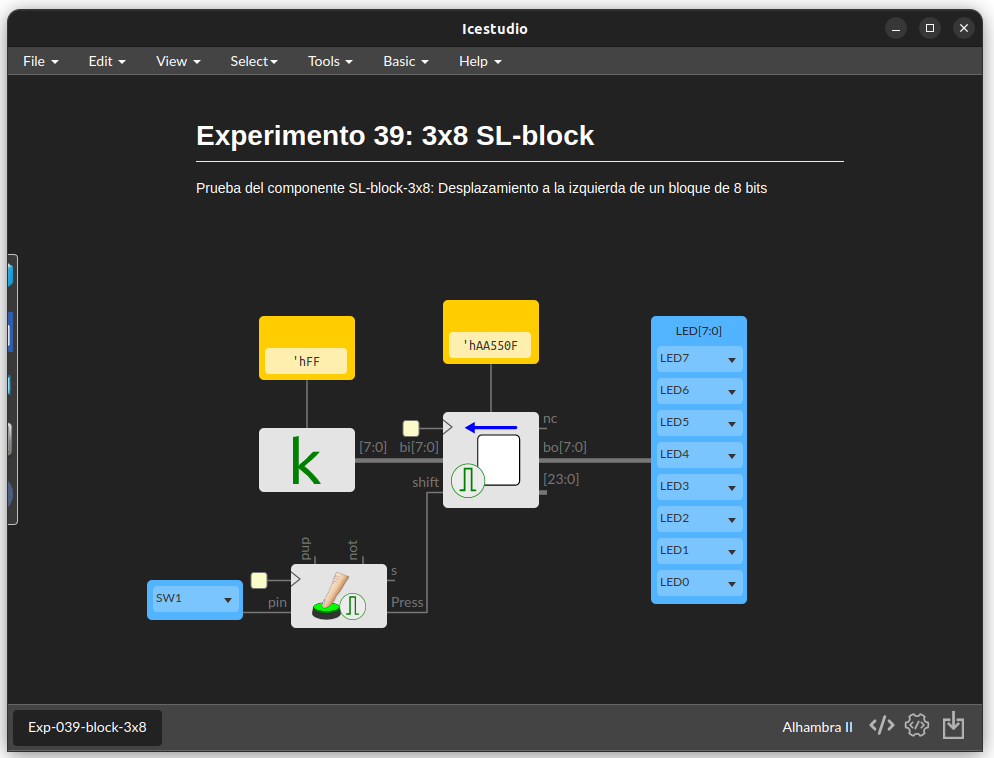 Icestudio
File Edit View Select Tools Basic Help
Experimento 39: 3x8 SL-block
Prueba del componente SL-block-3x8: Desplazamiento a la izquierda de un bloque de 8 bits
'hFF
'hAA550F
LED[7:0]
LED7
LED6
LED5
LED4
LED3
LED2
LED1
LED0
k
[7:0]
bi[7:0]
shift
nc
bo[7:0]
[23:0]
pup
not
s
SW1
pin
Press
Exp-039-block-3x8
Alhambra II